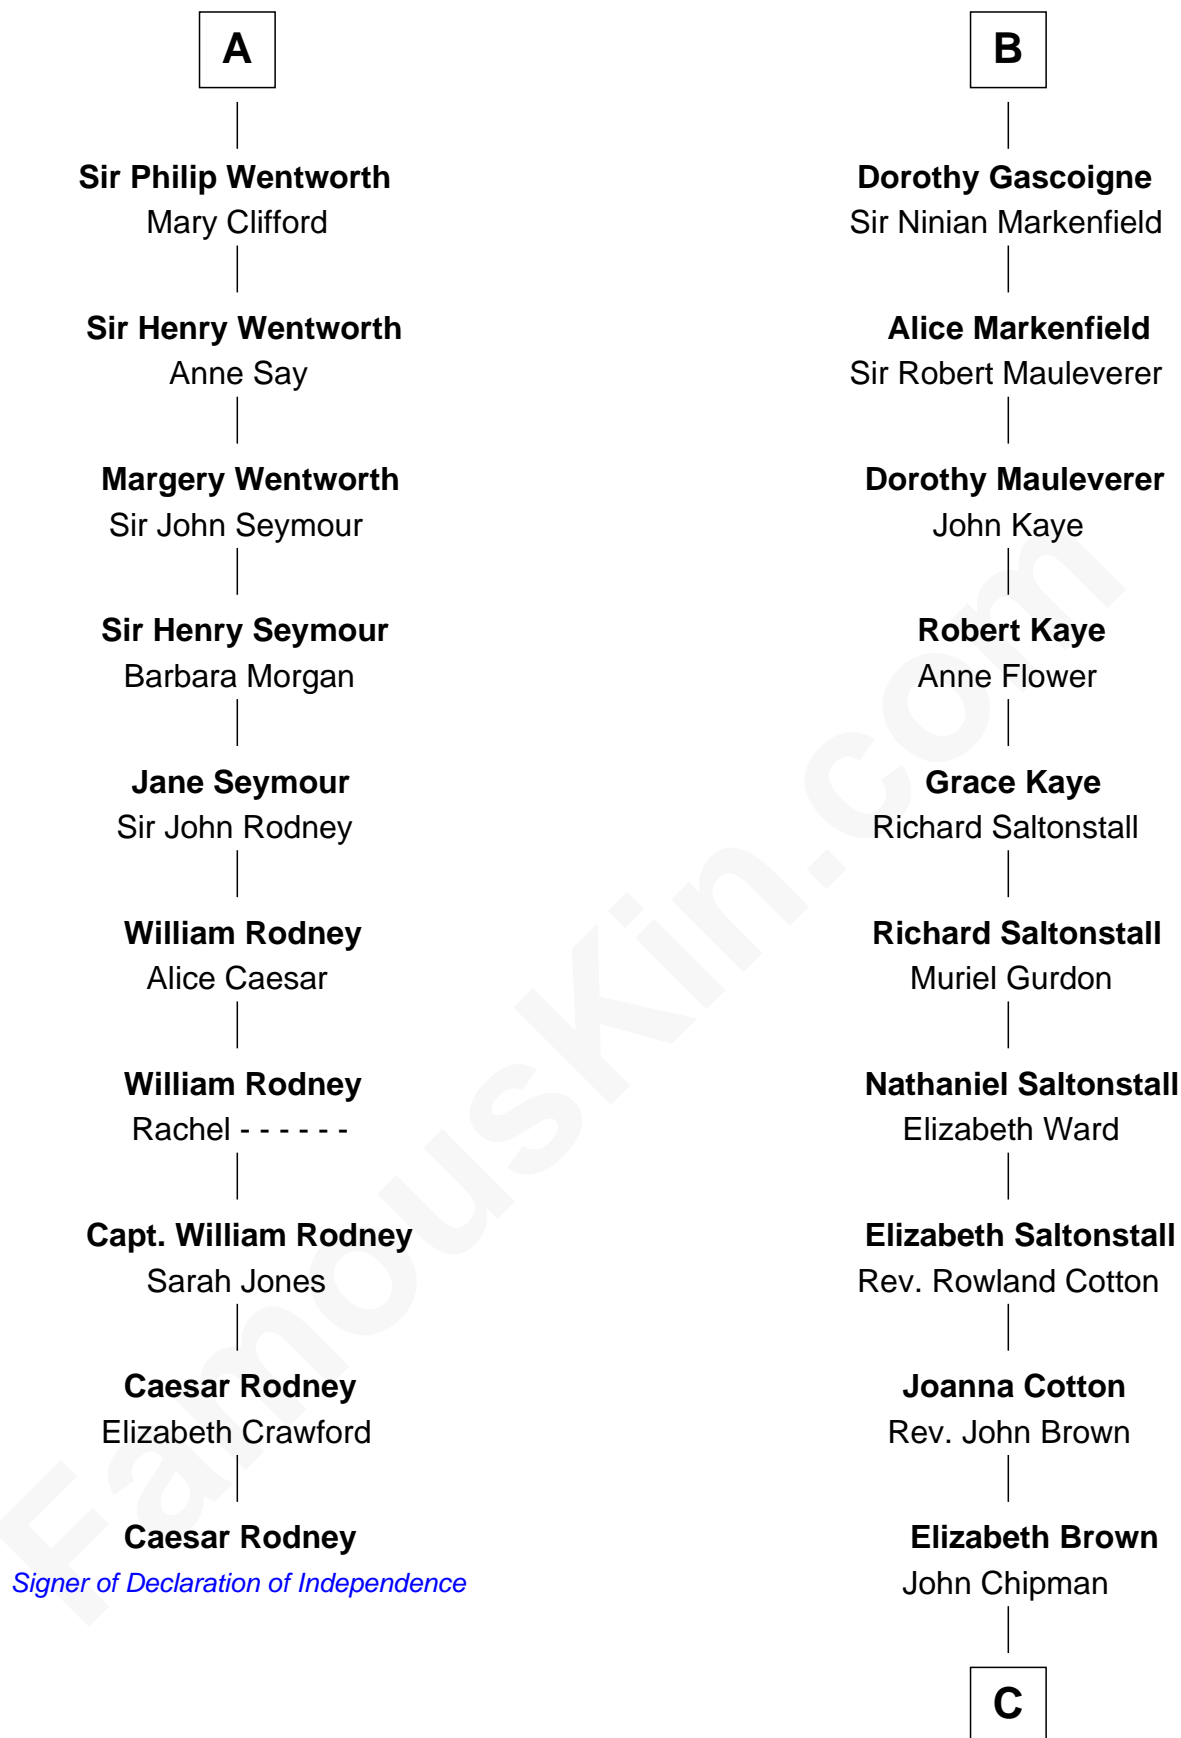 A
Sir Philip Wentworth
Mary Clifford
Sir Henry Wentworth
Anne Say
Margery Wentworth
Sir John Seymour
Sir Henry Seymour
Barbara Morgan
Jane Seymour
Sir John Rodney
William Rodney
Alice Caesar
William Rodney
Rachel - - - - - -
Capt. William Rodney
Sarah Jones
Caesar Rodney
Elizabeth Crawford
Caesar Rodney
Signer of Declaration of Independence
B
Dorothy Gascoigne
Sir Ninian Markenfield
Alice Markenfield
Sir Robert Mauleverer
Dorothy Mauleverer
John Kaye
Robert Kaye
Anne Flower
Grace Kaye
Richard Saltonstall
Richard Saltonstall
Muriel Gurdon
Nathaniel Saltonstall
Elizabeth Ward
Elizabeth Saltonstall
Rev. Rowland Cotton
Joanna Cotton
Rev. John Brown
Elizabeth Brown
John Chipman
C
FamousKin.com